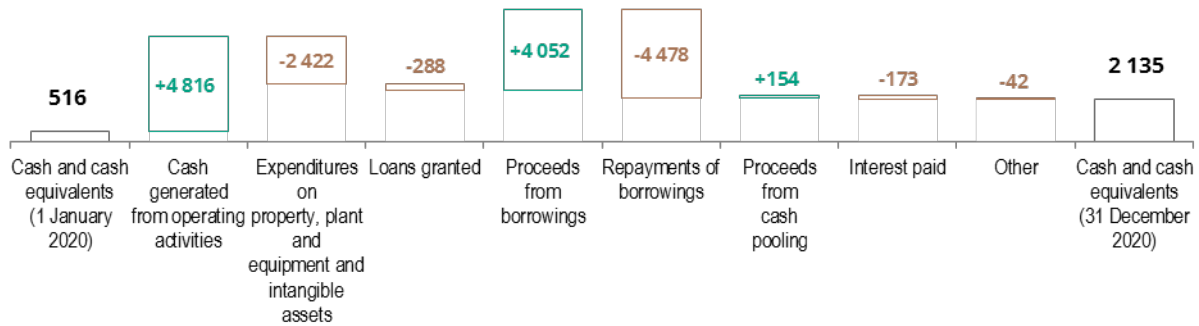 516
+4 816
-2 422
-288
+4 052
-4 478
+154
-173
-42
2 135
Cash and cash
equivalents
(1 January
2020)
Cash
generated
from operating
activities
Expenditures
on
property, plant
and
equipment and
intangible
assets
Loans granted
Proceeds
from
borrowings
Repayments of
borrowings
Proceeds
from
cash
pooling
Interest paid
Other
Cash and cash
equivalents
(31 December
2020)